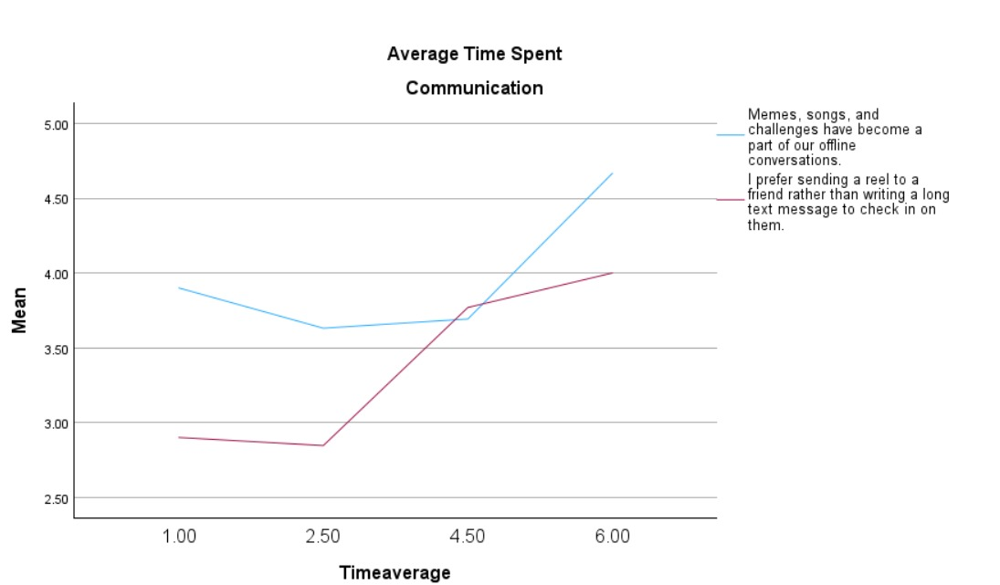 Average Time Spent
Communication
5.00
4.50
4.00
3.50
3.00
2.50
Mean
1.00
2.50
4.50
6.00
Timeaverage
Memes, songs, and
challenges have become a
part of our offline
conversations.
I prefer sending a reel to a
friend rather than writing a long
text message to check in on
them.